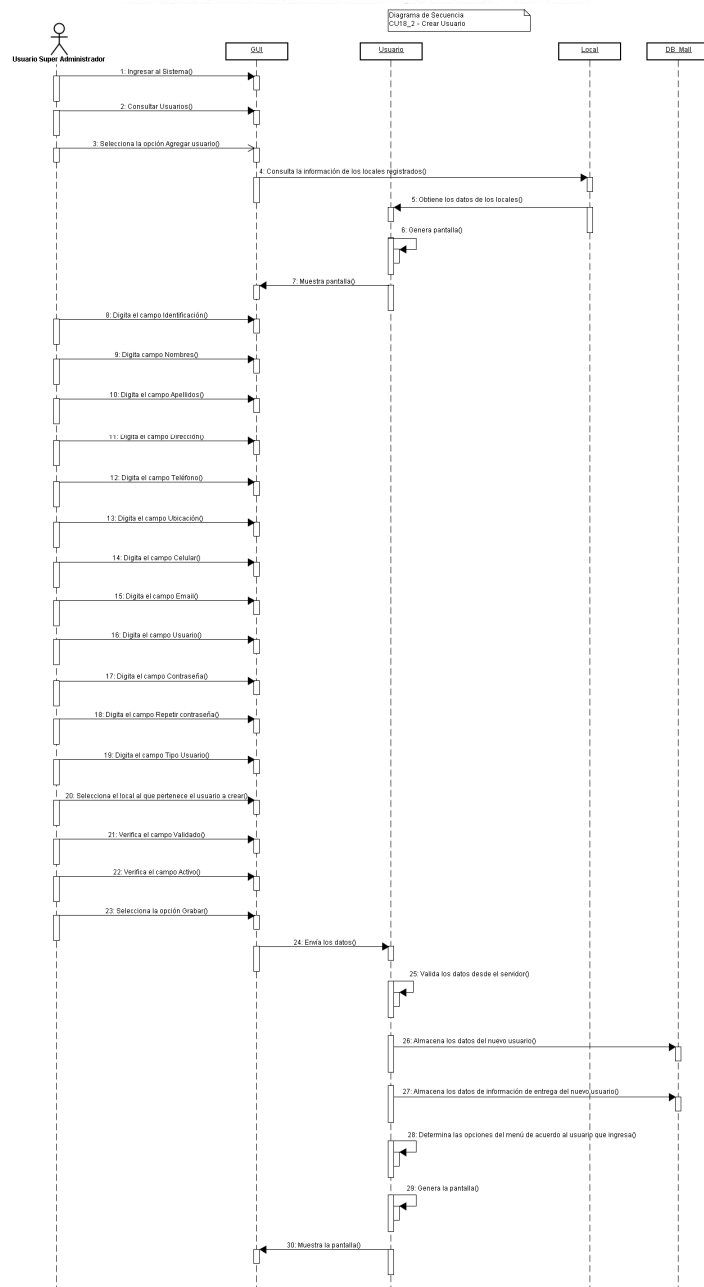 Diagrama de Secuencia
CU18_2 - Crear Usuario
Usuario Super Administrador
GUI
Usuario
Local
DB_Mall
1: Ingresar al Sistema()
2: Consultar Usuarios()
3: Selecciona la opción Agregar usuario()
4: Consulta la información de los locales registrados()
5: Obtiene los datos de los locales()
6: Genera pantalla()
7: Muestra pantalla()
8: Digita el campo Identificación()
9: Digita campo Nombres()
10: Digita el campo Apellidos()
11: Digita el campo Dirección()
12: Digita el campo Teléfono()
13: Digita el campo Ubicación()
14: Digita el campo Celular()
15: Digita el campo Email()
16: Digita el campo Usuario()
17: Digita el campo Contraseña()
18: Digita el campo Repetir contraseña()
19: Digita el campo Tipo Usuario()
20: Selecciona el local al que pertenece el usuario a crear()
21: Verifica el campo Validado()
22: Verifica el campo Activo()
23: Selecciona la opción Grabar()
24: Envía los datos()
25: Valida los datos desde el servidor()
26: Almacena los datos del nuevo usuario()
27: Almacena los datos de información de entrega del nuevo usuario()
28: Determina las opciones del menú de acuerdo al usuario que ingresa()
29: Genera la pantalla()
30: Muestra la pantalla()